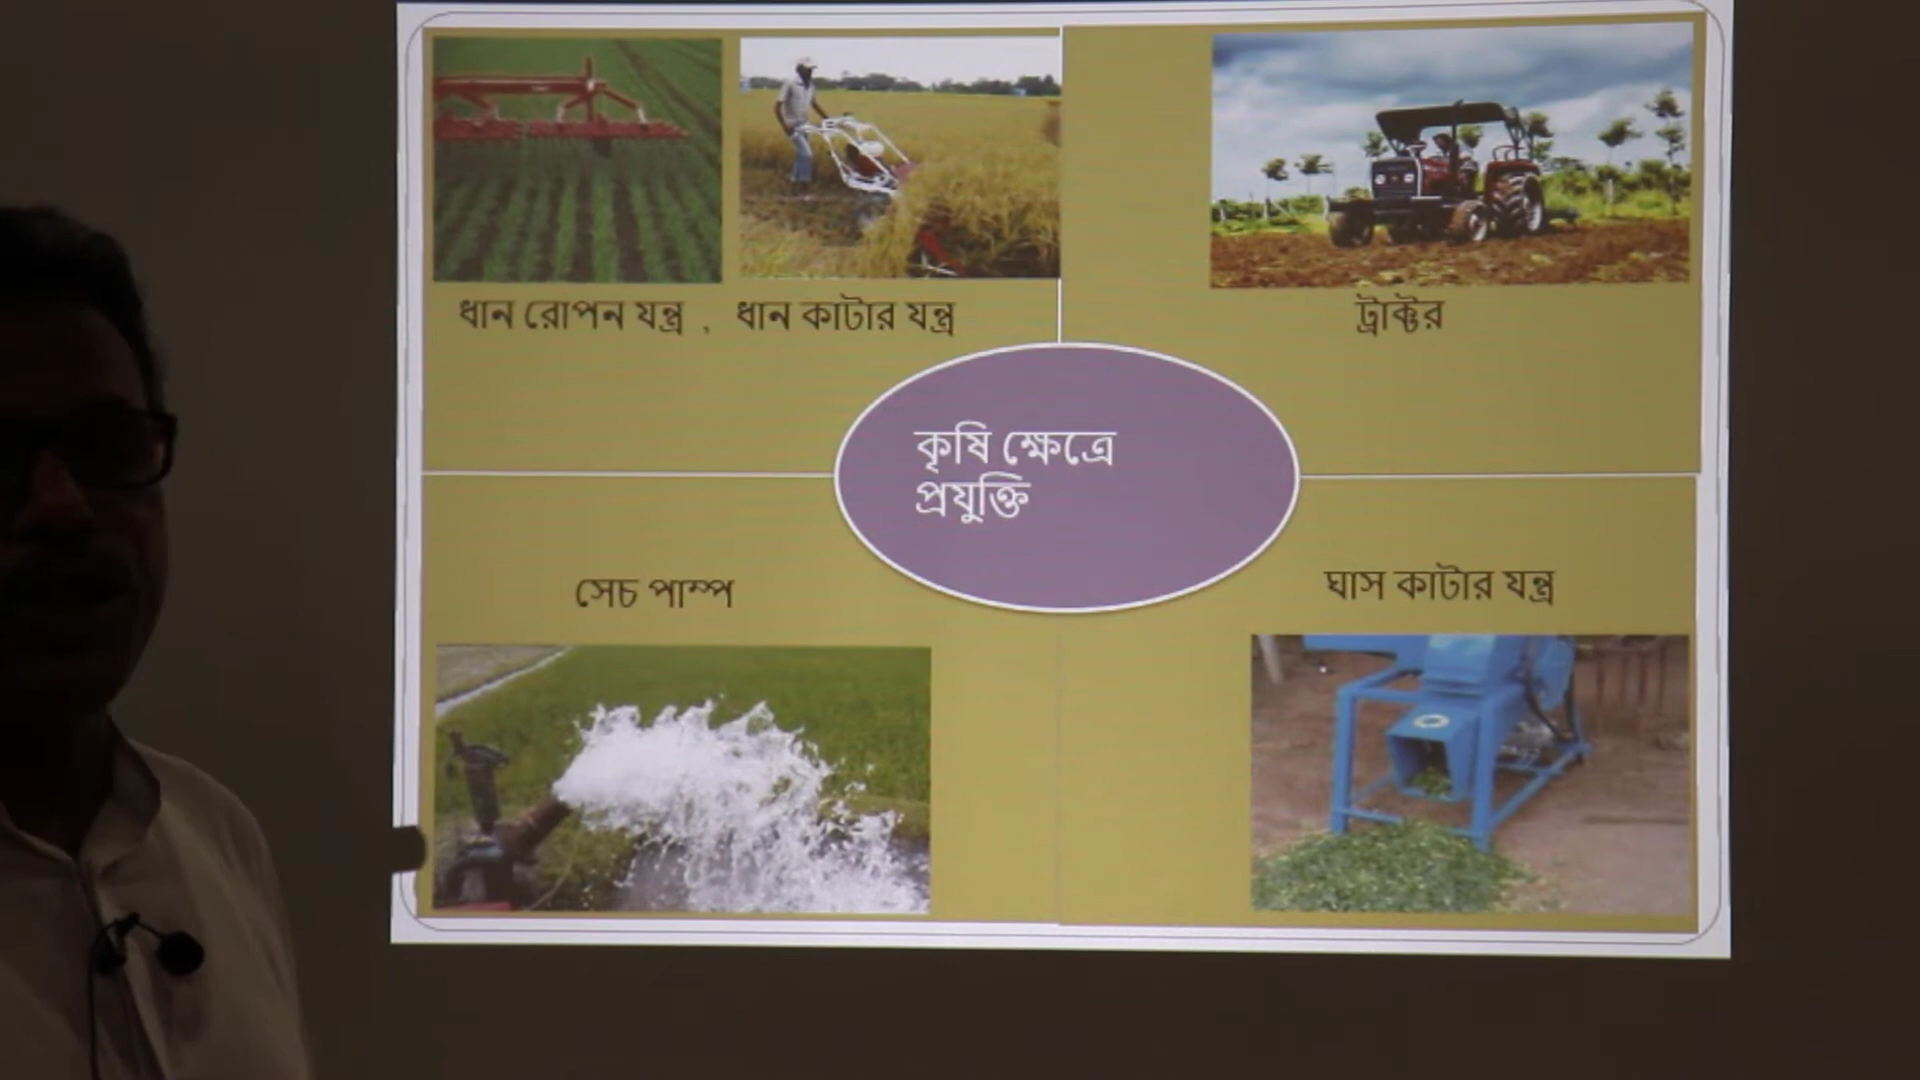 ধান রোপন যন্ত্র , ধান কাটার যন্ত্র
ট্রাক্টর
কৃষি ক্ষেত্রে
প্রযুক্তি
সেচ পাম্প
ঘাস কাটার যন্ত্র